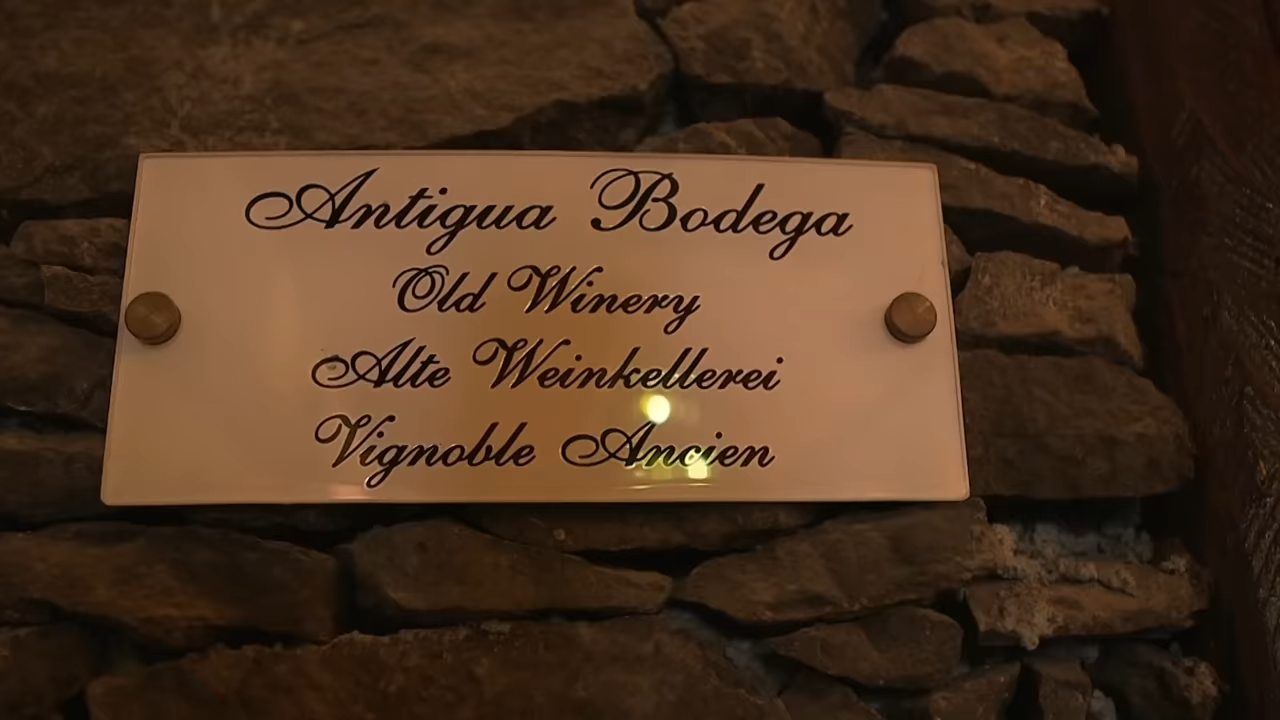 Antigua Bodega
Old Winery
Alte Weinkellerei
Vignoble Ancien